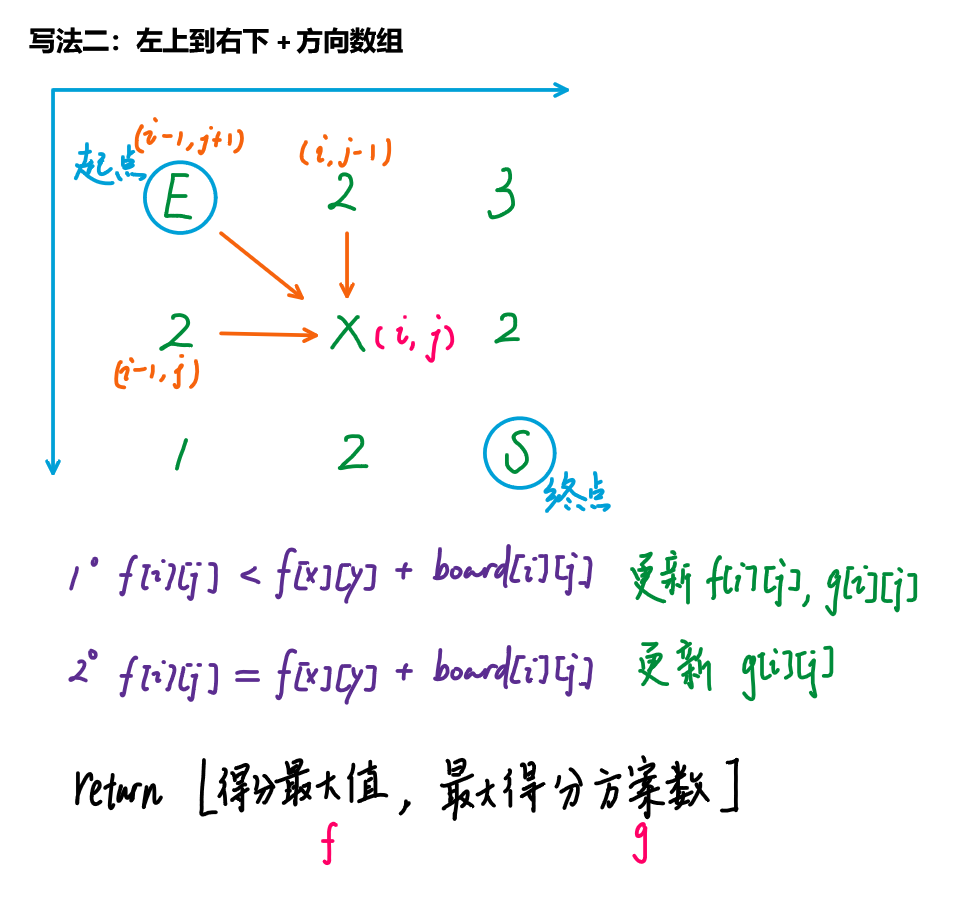 写法二：左上到右下 + 方向数组
(i-1, j+1) (i, j-1)
起点 E 2 3
2 X (i, j) 2
(i-1, j)
1 2 S
终点
1° f[i][j] < f[x][y] + board[i][j] 更新 f[i][j], g[i][j]
2° f[i][j] = f[x][y] + board[i][j] 更新 g[i][j]
return [得分最大值, 最大得分方案数]
f g